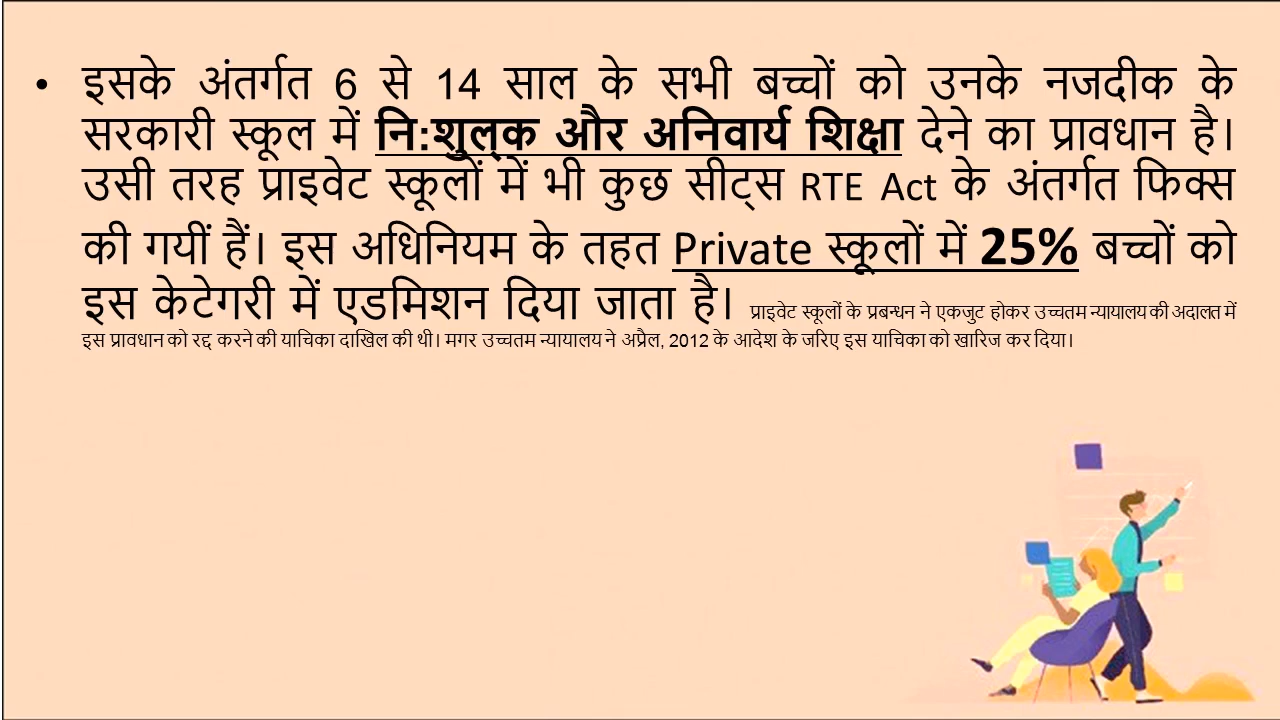 • इसके अंतर्गत 6 से 14 साल के सभी बच्चों को उनके नजदीक के
सरकारी स्कूल में नि:शुल्क और अनिवार्य शिक्षा देने का प्रावधान है।
उसी तरह प्राइवेट स्कूलों में भी कुछ सीट्स RTE Act के अंतर्गत फिक्स
की गयीं हैं। इस अधिनियम के तहत Private स्कूलों में 25% बच्चों को
इस केटेगरी में एडमिशन दिया जाता है। प्राइवेट स्कूलों के प्रबन्धन ने एकजुट होकर उच्चतम न्यायालय की अदालत में
इस प्रावधान को रद्द करने की याचिका दाखिल की थी। मगर उच्चतम न्यायालय ने अप्रैल, 2012 के आदेश के जरिए इस याचिका को खारिज कर दिया।